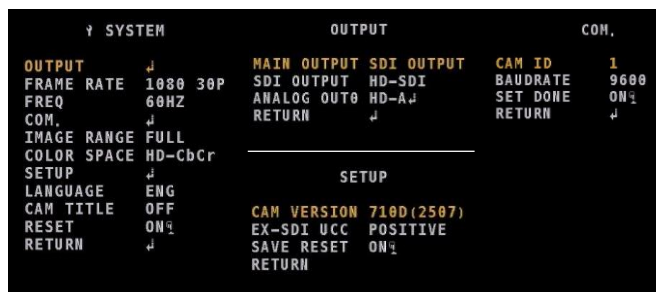 SYSTEM
OUTPUT ↲
FRAME RATE 1080 30P
FREQ 60HZ
COM. ↲
IMAGE RANGE FULL
COLOR SPACE HD-CbCr
SETUP ↲
LANGUAGE ENG
CAM TITLE OFF
RESET ON
RETURN ↲
OUTPUT
MAIN OUTPUT SDI OUTPUT
SDI OUTPUT HD-SDI
ANALOG OUT0 HD-A↲
RETURN ↲
SETUP
CAM VERSION 710D(2507)
EX-SDI UCC POSITIVE
SAVE RESET ON
RETURN
COM.
CAM ID 1
BAUDRATE 9600
SET DONE ON
RETURN ↲